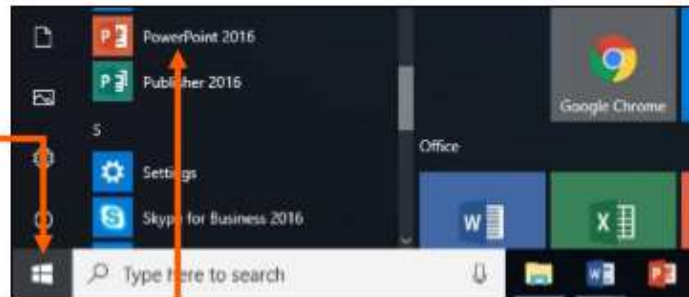 PowerPoint 2016
Publisher 2016
Google Chrome
S
Office
Settings
Skype for Business 2016
Type here to search